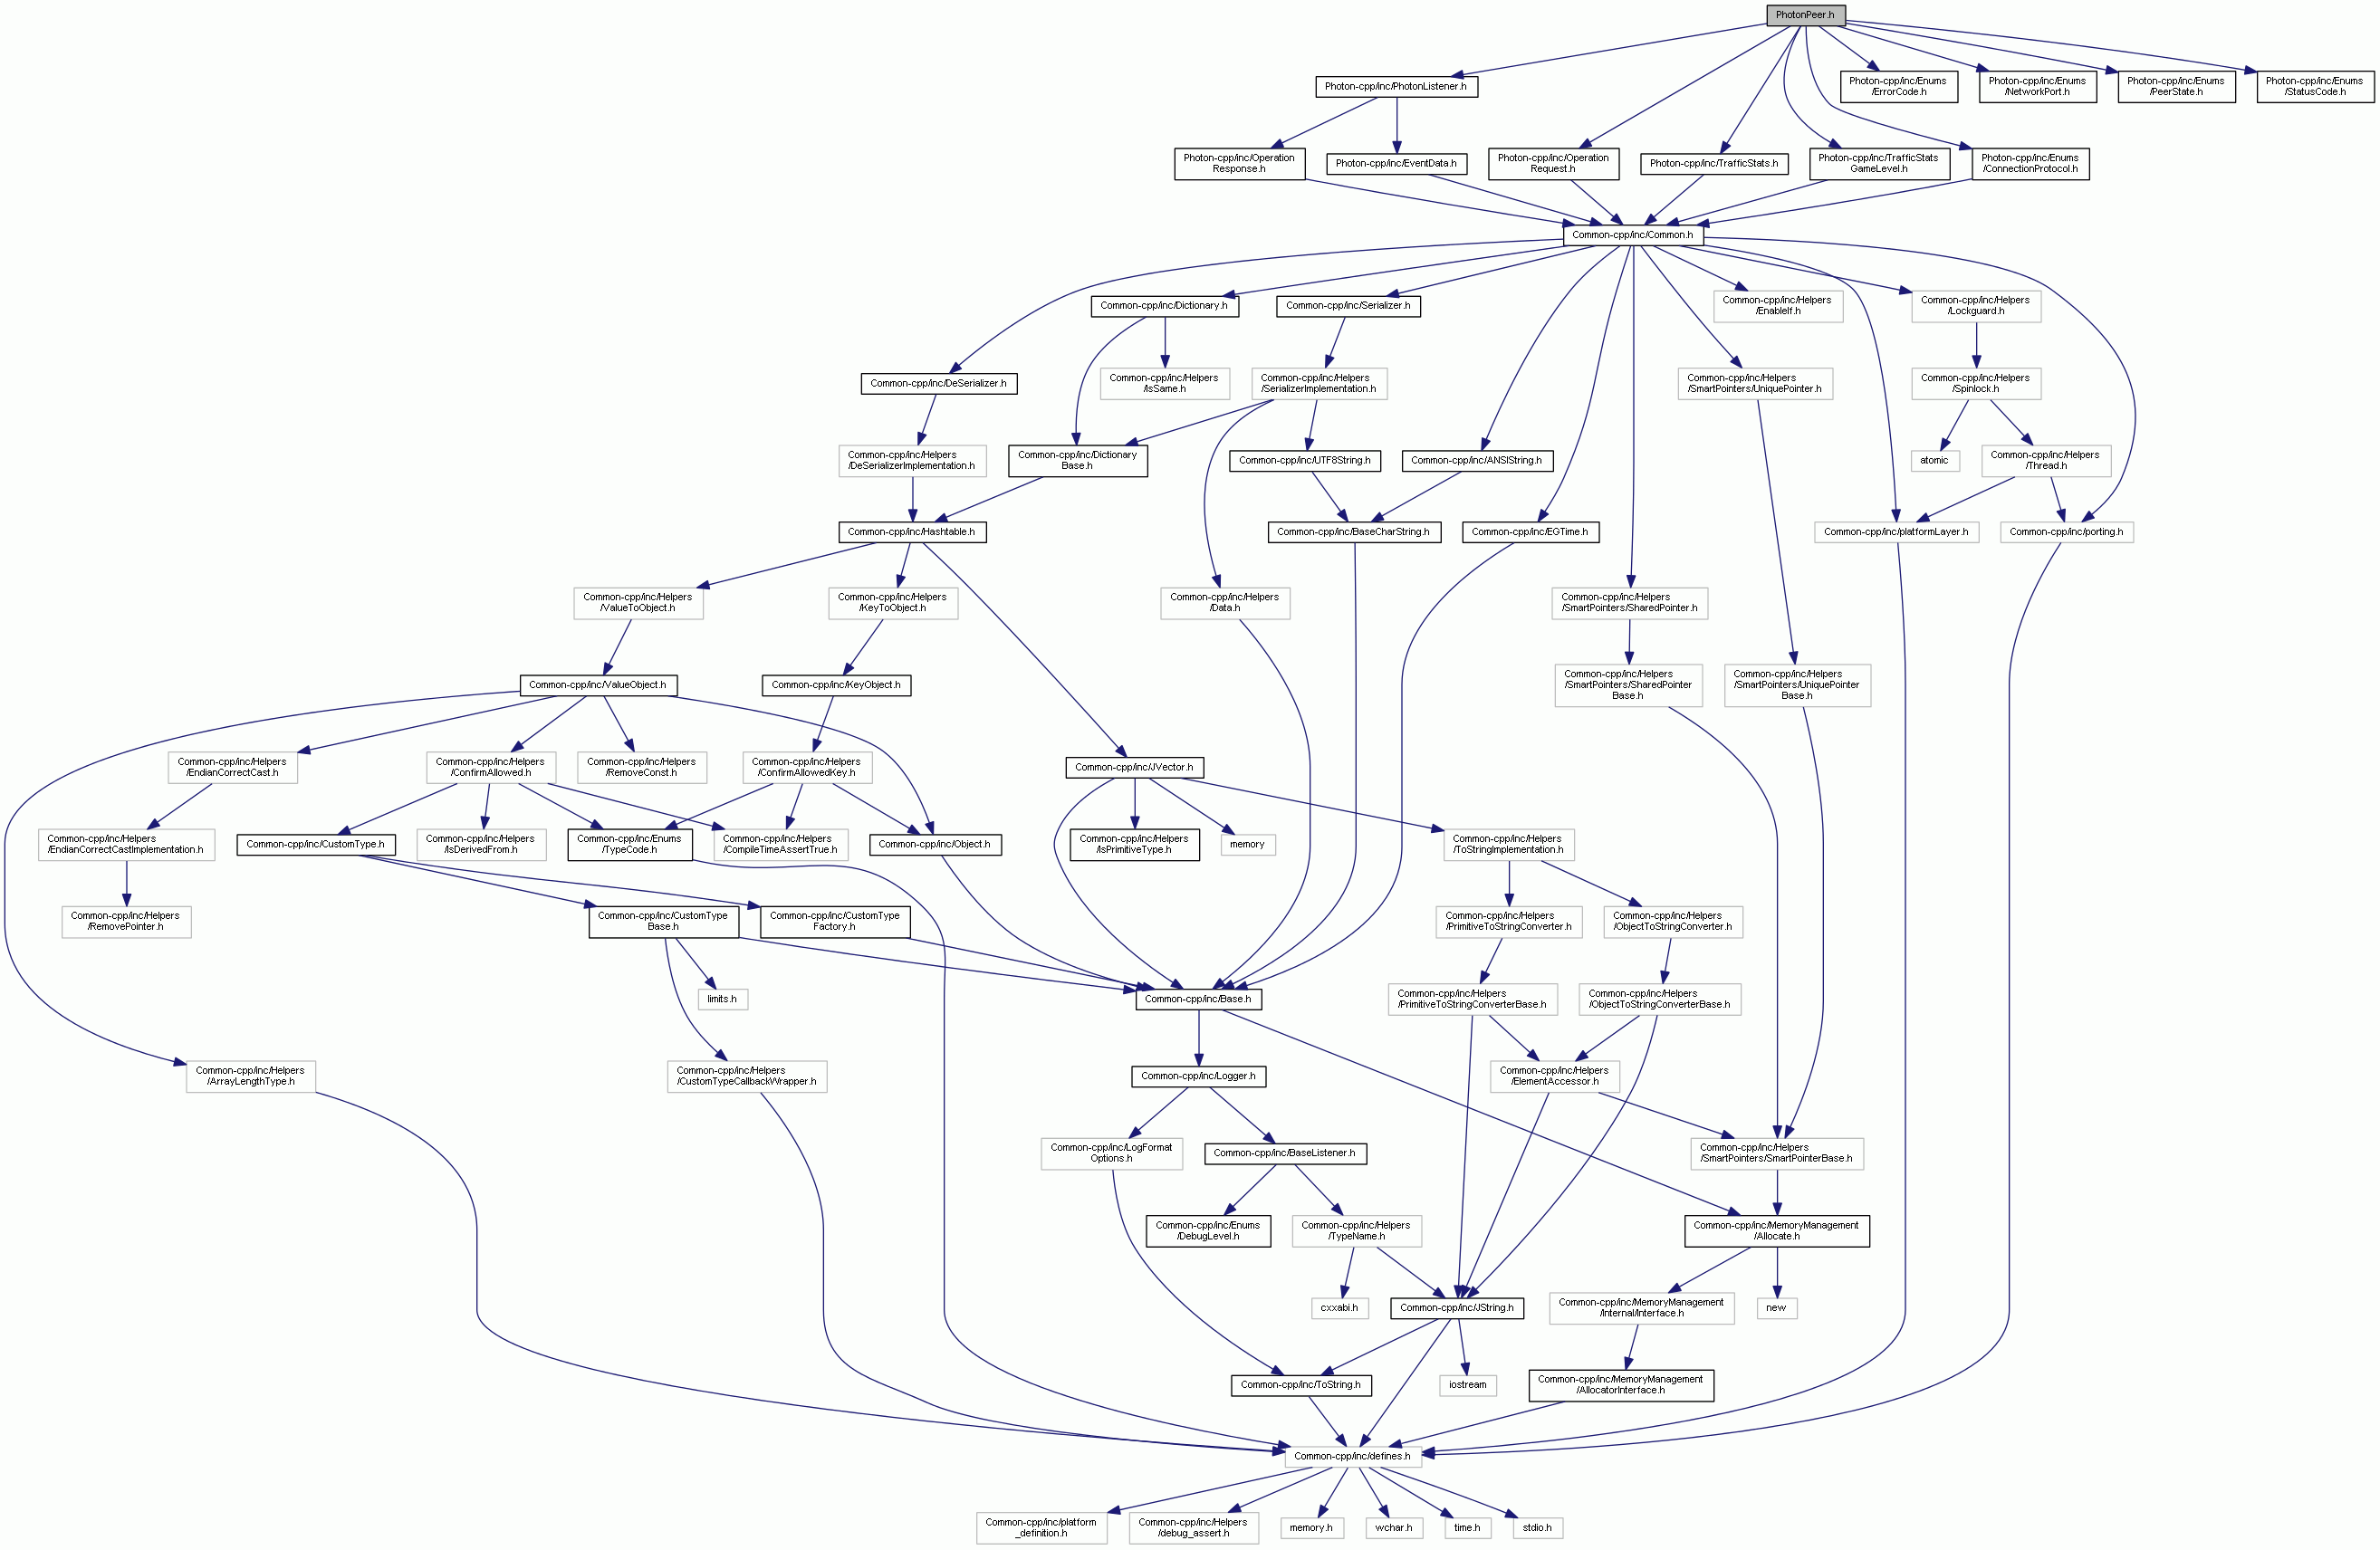 PhotonPeer.h
Photon-cpp/inc/PhotonListener.h
Photon-cpp/inc/Enums
/ErrorCode.h
Photon-cpp/inc/Enums
/NetworkPort.h
Photon-cpp/inc/Enums
/PeerState.h
Photon-cpp/inc/Enums
/StatusCode.h
Photon-cpp/inc/Operation
Response.h
Photon-cpp/inc/EventData.h
Photon-cpp/inc/Operation
Request.h
Photon-cpp/inc/TrafficStats.h
Photon-cpp/inc/TrafficStats
GameLevel.h
Photon-cpp/inc/Enums
/ConnectionProtocol.h
Common-cpp/inc/Common.h
Common-cpp/inc/Dictionary.h
Common-cpp/inc/Serializer.h
Common-cpp/inc/Helpers
/EnableIf.h
Common-cpp/inc/Helpers
/Lockguard.h
Common-cpp/inc/DeSerializer.h
Common-cpp/inc/Helpers
/IsSame.h
Common-cpp/inc/Helpers
/SerializerImplementation.h
Common-cpp/inc/Helpers
/SmartPointers/UniquePointer.h
Common-cpp/inc/Helpers
/Spinlock.h
Common-cpp/inc/Helpers
/DeSerializerImplementation.h
Common-cpp/inc/Dictionary
Base.h
Common-cpp/inc/UTF8String.h
Common-cpp/inc/ANSIString.h
atomic
Common-cpp/inc/Helpers
/Thread.h
Common-cpp/inc/Hashtable.h
Common-cpp/inc/BaseCharString.h
Common-cpp/inc/EGTime.h
Common-cpp/inc/platformLayer.h
Common-cpp/inc/porting.h
Common-cpp/inc/Helpers
/ValueToObject.h
Common-cpp/inc/Helpers
/KeyToObject.h
Common-cpp/inc/Helpers
/Data.h
Common-cpp/inc/Helpers
/SmartPointers/SharedPointer.h
Common-cpp/inc/ValueObject.h
Common-cpp/inc/KeyObject.h
Common-cpp/inc/Helpers
/SmartPointers/SharedPointer
Base.h
Common-cpp/inc/Helpers
/SmartPointers/UniquePointer
Base.h
Common-cpp/inc/Helpers
/EndianCorrectCast.h
Common-cpp/inc/Helpers
/ConfirmAllowed.h
Common-cpp/inc/Helpers
/RemoveConst.h
Common-cpp/inc/Helpers
/ConfirmAllowedKey.h
Common-cpp/inc/JVector.h
Common-cpp/inc/Helpers
/EndianCorrectCastImplementation.h
Common-cpp/inc/CustomType.h
Common-cpp/inc/Helpers
/IsDerivedFrom.h
Common-cpp/inc/Enums
/TypeCode.h
Common-cpp/inc/Helpers
/CompileTimeAssertTrue.h
Common-cpp/inc/Object.h
Common-cpp/inc/Helpers
/IsPrimitiveType.h
memory
Common-cpp/inc/Helpers
/ToStringImplementation.h
Common-cpp/inc/Helpers
/RemovePointer.h
Common-cpp/inc/CustomType
Base.h
Common-cpp/inc/CustomType
Factory.h
Common-cpp/inc/Helpers
/PrimitiveToStringConverter.h
Common-cpp/inc/Helpers
/ObjectToStringConverter.h
limits.h
Common-cpp/inc/Base.h
Common-cpp/inc/Helpers
/PrimitiveToStringConverterBase.h
Common-cpp/inc/Helpers
/ObjectToStringConverterBase.h
Common-cpp/inc/Helpers
/ArrayLengthType.h
Common-cpp/inc/Helpers
/CustomTypeCallbackWrapper.h
Common-cpp/inc/Logger.h
Common-cpp/inc/Helpers
/ElementAccessor.h
Common-cpp/inc/LogFormat
Options.h
Common-cpp/inc/BaseListener.h
Common-cpp/inc/Helpers
/SmartPointers/SmartPointerBase.h
Common-cpp/inc/Enums
/DebugLevel.h
Common-cpp/inc/Helpers
/TypeName.h
Common-cpp/inc/MemoryManagement
/Allocate.h
cxxabi.h
Common-cpp/inc/JString.h
Common-cpp/inc/MemoryManagement
/Internal/Interface.h
new
Common-cpp/inc/ToString.h
iostream
Common-cpp/inc/MemoryManagement
/AllocatorInterface.h
Common-cpp/inc/defines.h
Common-cpp/inc/platform
_definition.h
Common-cpp/inc/Helpers
/debug_assert.h
memory.h
wchar.h
time.h
stdio.h